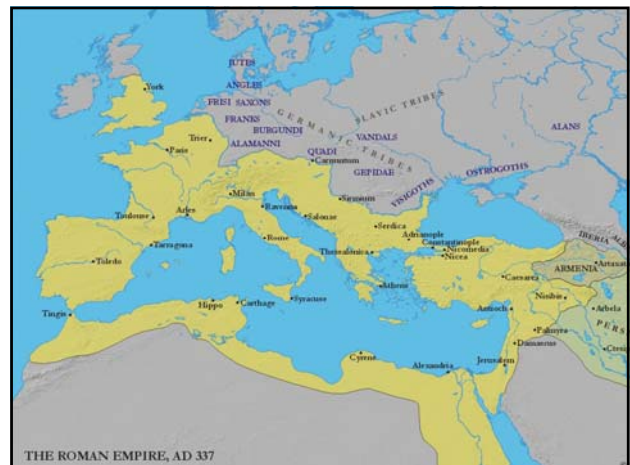 JUTES
ANGLES
York
FRISI SAXONS
SLAVIC TRIBES
FRANKS
GERMANIC TRIBES
BURGUNDI
VANDALS
ALANS
Trier
Paris
ALAMANNI
QUADI
Carnuntum
GEPIDAE
OSTROGOTHS
VISIGOTHS
Milan
Sirmium
Ravenna
Toulouse
Arles
Salonae
Serdica
Rome
Adrianople
IBERIA
Tarragona
Constantinople
Thessalonica
Nicomedia
Nicea
ARMENIA
Toledo
Caesarea
Athens
Nisibis
Hippo
Carthage
Syracuse
Antioch
Arbela
Tingis
Palmyra
PERS
Damascus
Cyrene
Alexandria
Jerusalem
THE ROMAN EMPIRE, AD 337